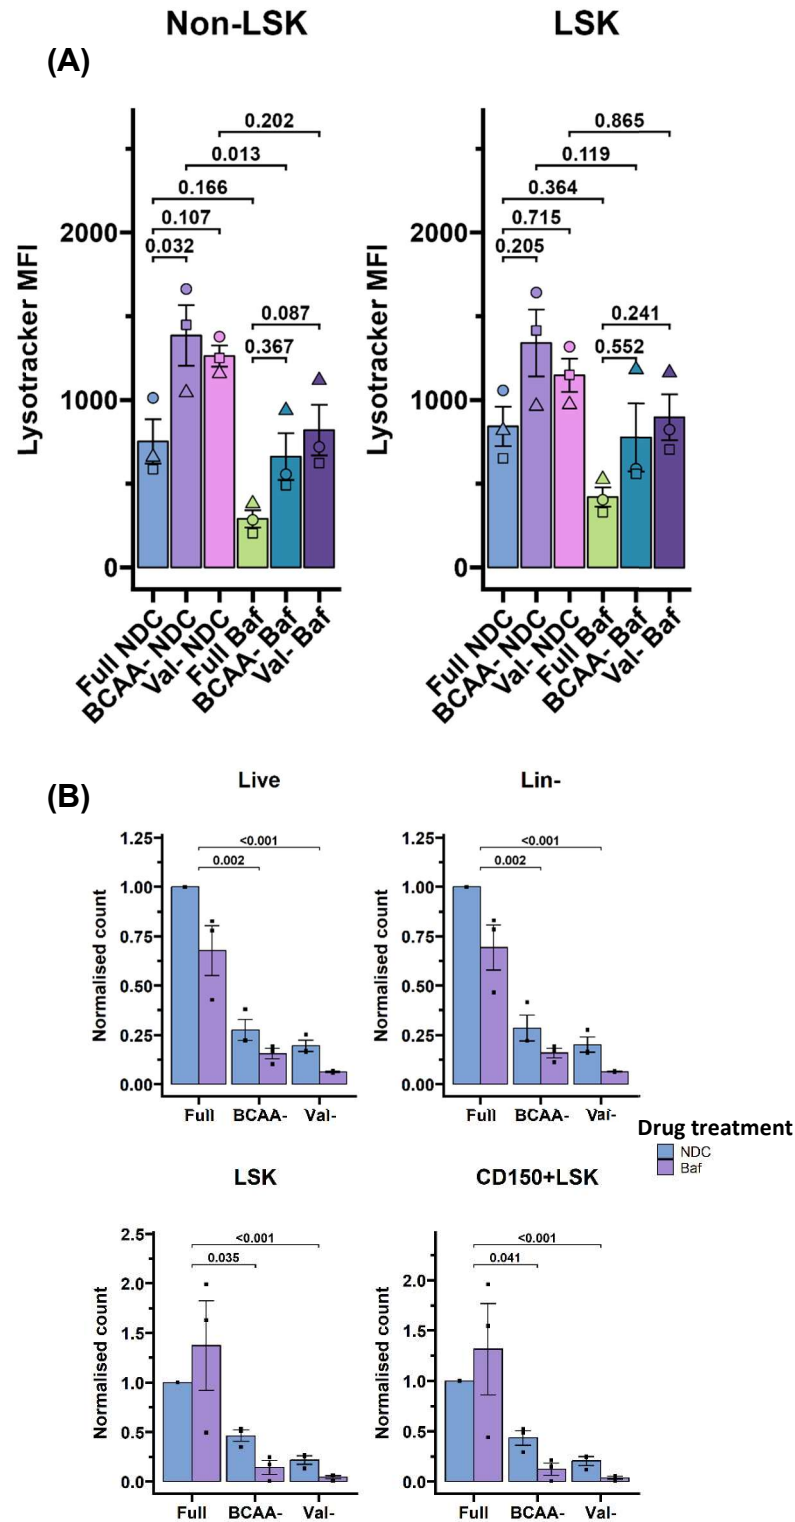 Non-LSK
LSK
(A)
Lysotracker MFI
2000
1000
0
0.202
0.013
0.166
0.107
0.032
0.087
0.367
Full NDC
BCAA- NDC
Val- NDC
Full Baf
BCAA- Baf
Val- Baf
Lysotracker MFI
2000
1000
0
0.865
0.119
0.364
0.715
0.205
0.241
0.552
Full NDC
BCAA- NDC
Val- NDC
Full Baf
BCAA- Baf
Val- Baf
(B)
Live
Normalised count
1.25
1.00
0.75
0.50
0.25
0.00
<0.001
0.002
Full BCAA- Val-
Lin-
Normalised count
1.25
1.00
0.75
0.50
0.25
0.00
<0.001
0.002
Full BCAA- Val-
Drug treatment
NDC
Baf
LSK
Normalised count
2.5
2.0
1.5
1.0
0.5
0.0
<0.001
0.035
Full BCAA- Val-
CD150+LSK
Normalised count
2.0
1.5
1.0
0.5
0.0
<0.001
0.041
Full BCAA- Val-